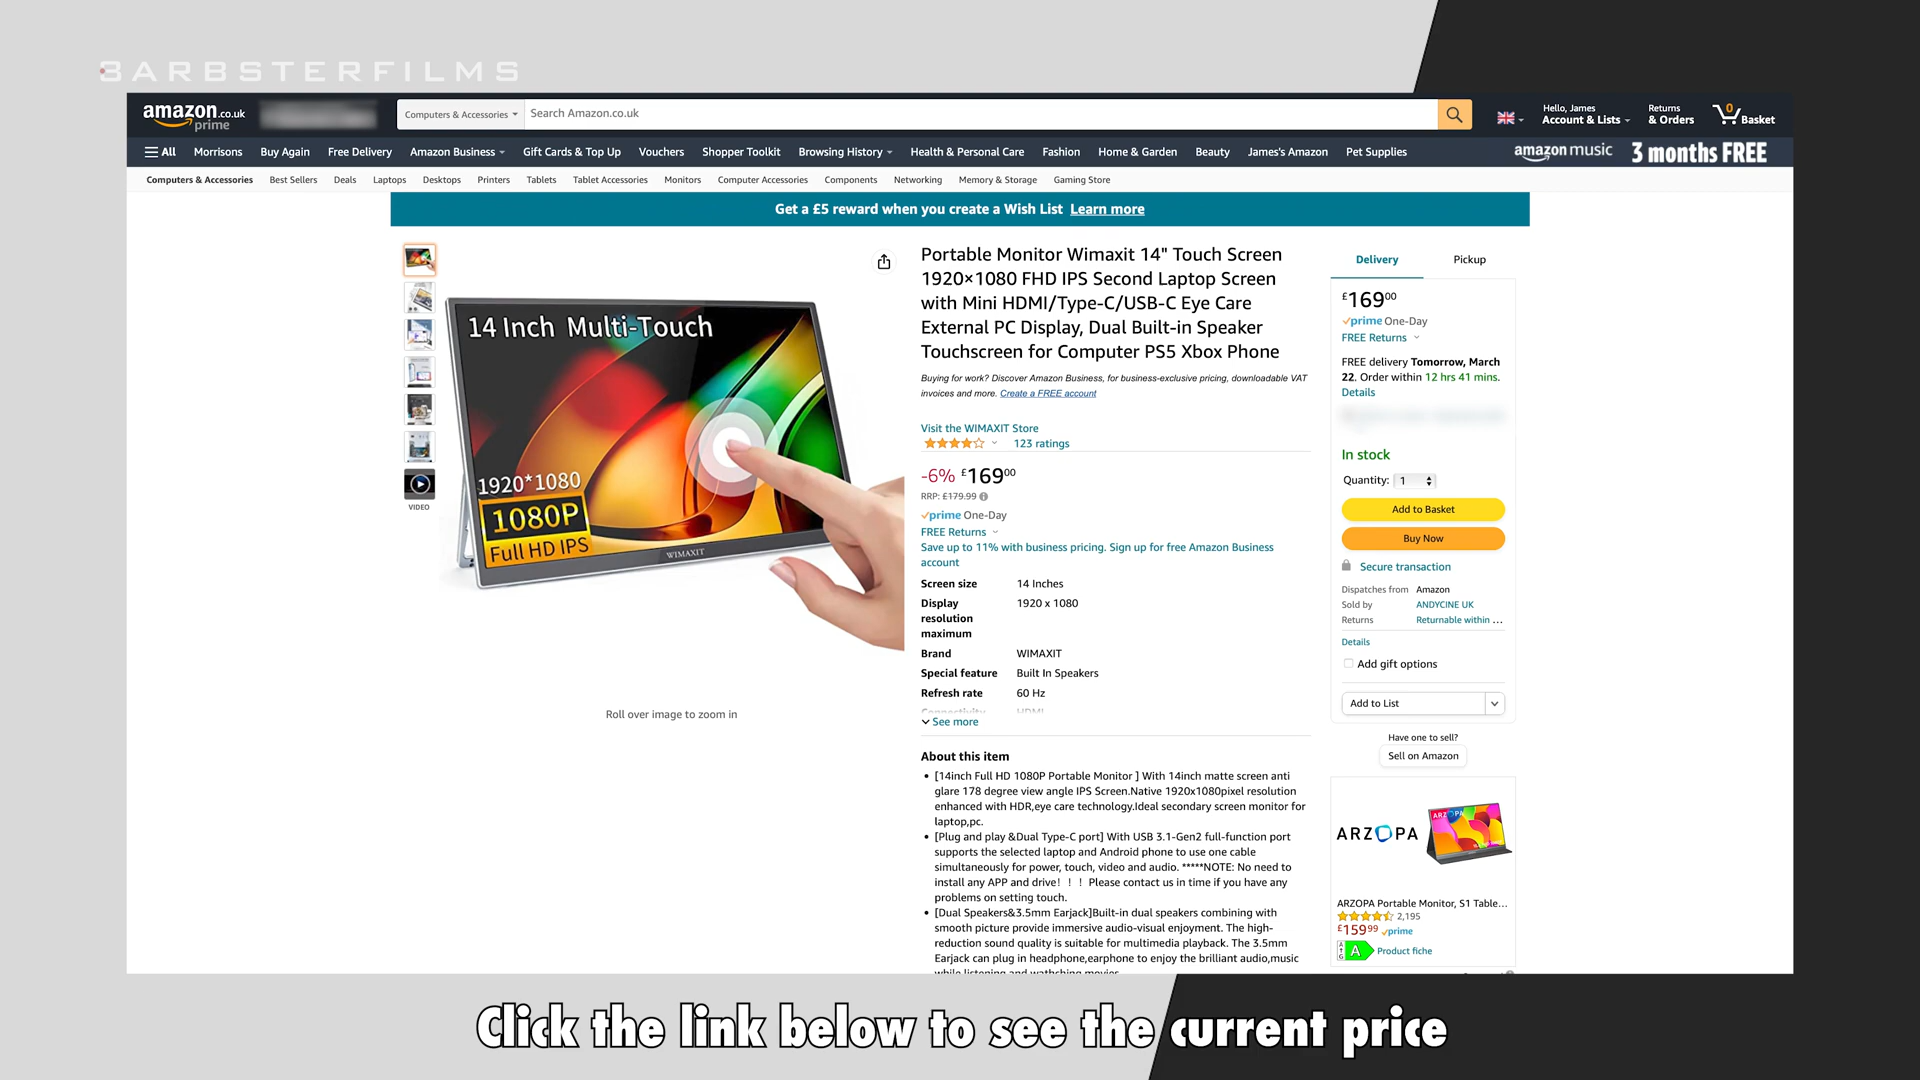 BARBSTERFILMS
amazon.co.uk
prime
Computers & Accessories
Search Amazon.co.uk
Hello, James
Account & Lists
Returns
& Orders
0
Basket
All
Morrisons
Buy Again
Free Delivery
Amazon Business
Gift Cards & Top Up
Vouchers
Shopper Toolkit
Browsing History
Health & Personal Care
Fashion
Home & Garden
Beauty
James's Amazon
Pet Supplies
amazon music
3 months FREE
Computers & Accessories
Best Sellers
Deals
Laptops
Desktops
Printers
Tablets
Tablet Accessories
Monitors
Computer Accessories
Components
Networking
Memory & Storage
Gaming Store
Get a £5 reward when you create a Wish List Learn more
14 Inch Multi-Touch
1920*1080
1080P
Full HD IPS
WIMAXIT
VIDEO
Roll over image to zoom in
Portable Monitor Wimaxit 14" Touch Screen
1920×1080 FHD IPS Second Laptop Screen
with Mini HDMI/Type-C/USB-C Eye Care
External PC Display, Dual Built-in Speaker
Touchscreen for Computer PS5 Xbox Phone
Buying for work? Discover Amazon Business, for business-exclusive pricing, downloadable VAT
invoices and more. Create a FREE account
Visit the WIMAXIT Store
123 ratings
-6% £16900
RRP: £179.99
prime One-Day
FREE Returns
Save up to 11% with business pricing. Sign up for free Amazon Business
account
Screen size 14 Inches
Display 1920 x 1080
resolution
maximum
Brand WIMAXIT
Special feature Built In Speakers
Refresh rate 60 Hz
Connectivity HDMI
See more
About this item
[14inch Full HD 1080P Portable Monitor ] With 14inch matte screen anti
glare 178 degree view angle IPS Screen.Native 1920x1080pixel resolution
enhanced with HDR,eye care technology.Ideal secondary screen monitor for
laptop,pc.
[Plug and play &Dual Type-C port] With USB 3.1-Gen2 full-function port
supports the selected laptop and Android phone to use one cable
simultaneously for power, touch, video and audio. *****NOTE: No need to
install any APP and drive！！！Please contact us in time if you have any
problems on setting touch.
[Dual Speakers&3.5mm Earjack]Built-in dual speakers combining with
smooth picture provide immersive audio-visual enjoyment. The high-
reduction sound quality is suitable for multimedia playback. The 3.5mm
Earjack can plug in headphone,earphone to enjoy the brilliant audio,music
while listening and wathching movies
Delivery
Pickup
£16900
prime One-Day
FREE Returns
FREE delivery Tomorrow, March
22. Order within 12 hrs 41 mins.
Details
In stock
Quantity: 1
Add to Basket
Buy Now
Secure transaction
Dispatches from Amazon
Sold by ANDYCINE UK
Returns Returnable within ...
Details
Add gift options
Add to List
Have one to sell?
Sell on Amazon
ARZOPA
ARZOPA
ARZOPA Portable Monitor, S1 Table...
2,195
£15999 prime
A
Product fiche
Click the link below to see the current price